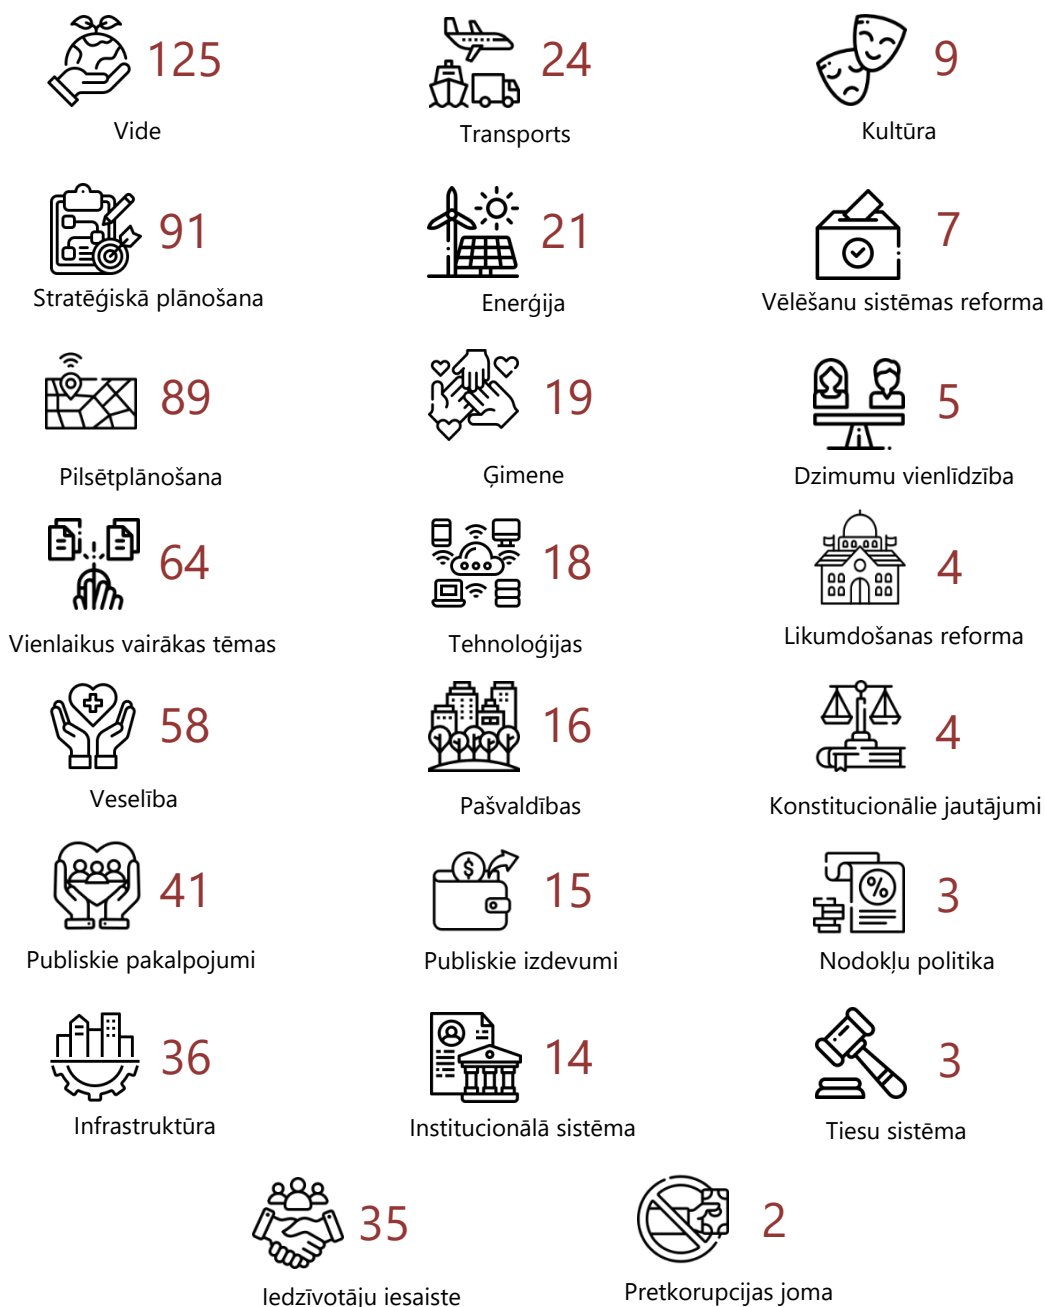 125
Vide
24
Transports
9
Kultūra
91
Stratēģiskā plānošana
21
Enerģija
7
Vēlēšanu sistēmas reforma
89
Pilsētplānošana
19
Ģimene
5
Dzimumu vienlīdzība
64
Vienlaikus vairākas tēmas
18
Tehnoloģijas
4
Likumdošanas reforma
58
Veselība
16
Pašvaldības
4
Konstitucionālie jautājumi
41
Publiskie pakalpojumi
$
15
Publiskie izdevumi
%
3
Nodokļu politika
36
Infrastruktūra
14
Institucionālā sistēma
3
Tiesu sistēma
35
Iedzīvotāju iesaiste
2
Pretkorupcijas joma